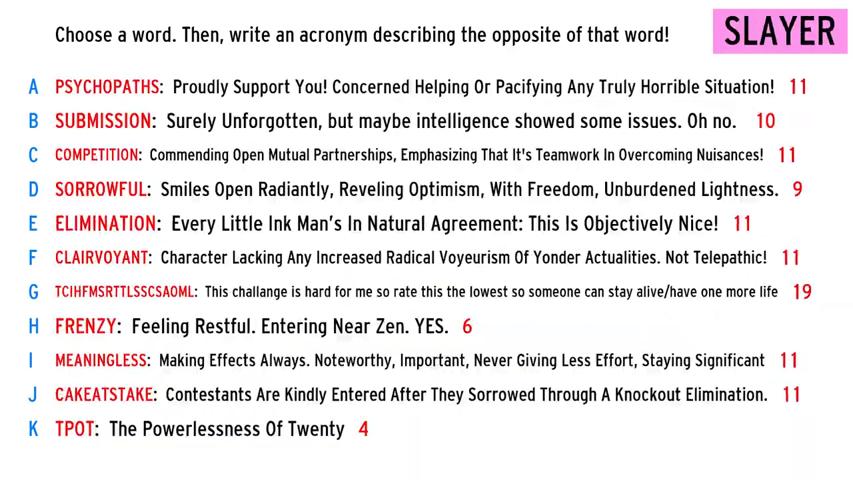 Choose a word. Then, write an acronym describing the opposite of that word!
SLAYER
A PSYCHOPATHS: Proudly Support You! Concerned Helping Or Pacifying Any Truly Horrible Situation! 11
B SUBMISSION: Surely Unforgotten, but maybe intelligence showed some issues. Oh no. 10
C COMPETITION: Commending Open Mutual Partnerships, Emphasizing That It's Teamwork In Overcoming Nuisances! 11
D SORROWFUL: Smiles Open Radiantly, Reveling Optimism, With Freedom, Unburdened Lightness. 9
E ELIMINATION: Every Little Ink Man's In Natural Agreement: This Is Objectively Nice! 11
F CLAIRVOYANT: Character Lacking Any Increased Radical Voyeurism Of Yonder Actualities. Not Telepathic! 11
G TCIHFMSRTTLSSCSAOML: This challange is hard for me so rate this the lowest so someone can stay alive/have one more life 19
H FRENZY: Feeling Restful. Entering Near Zen. YES. 6
I MEANINGLESS: Making Effects Always. Noteworthy, Important, Never Giving Less Effort, Staying Significant 11
J CAKEATSTAKE: Contestants Are Kindly Entered After They Sorrowed Through A Knockout Elimination. 11
K TPOT: The Powerlessness Of Twenty 4